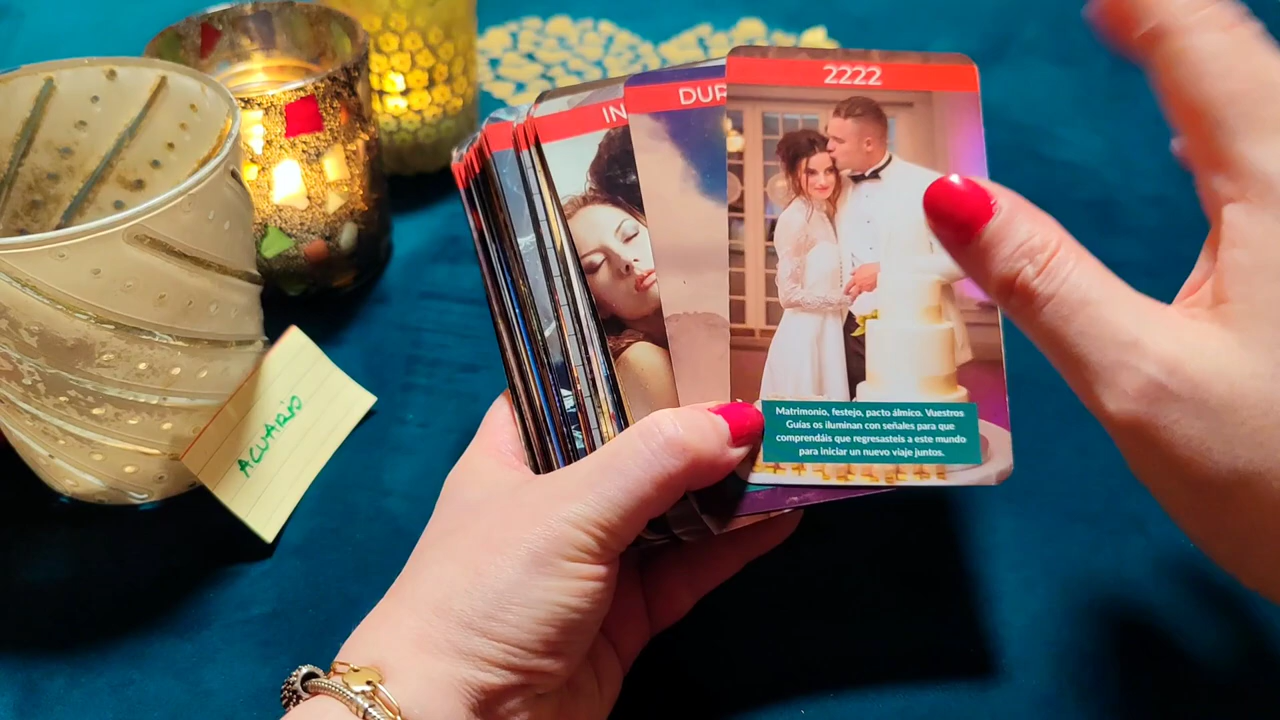 2222
DUR
IN
Matrimonio, festejo, pacto álmico. Vuestros
Guías os iluminan con señales para que
comprendáis que regresasteis a este mundo
para iniciar un nuevo viaje juntos.
ACUARIO